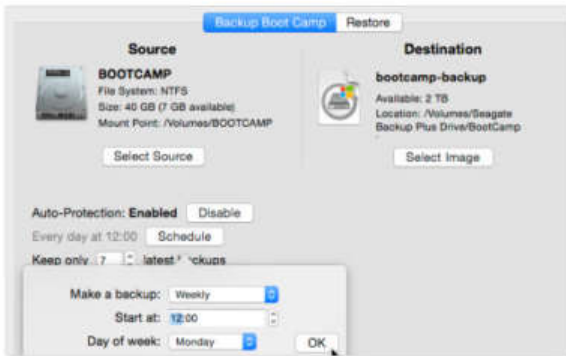 Backup Boot Camp Restore
Source
BOOTCAMP
File System: NTFS
Size: 40 GB (7 GB available)
Mount Point: /Volumes/BOOTCAMP
Select Source
Destination
bootcamp-backup
Available: 2 TB
Location: /Volumes/Seagate
Backup Plus Drive/BootCamp
Select Image
Auto-Protection: Enabled Disable
Every day at 12:00 Schedule
Keep only 7 latest backups
Make a backup: Weekly
Start at: 12:00
Day of week: Monday
OK